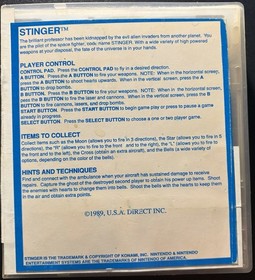 STINGER™
The brilliant professor has been kidnapped by the evil alien invaders from another planet. You
are the pilot of the space fighter, code name STINGER. With a wide variety of high powered
weapons at your disposal, the fate of the universe is in your hands.
PLAYER CONTROL
CONTROL PAD. Press the CONTROL PAD to fly in a desired direction.
A BUTTON. Press the A BUTTON to fire your weapons. NOTE: When in the horizontal screen,
press the A BUTTON to shoot hearts upwards. When in the vertical screen, press the A
BUTTON to drop bombs.
B BUTTON. Press the B BUTTON to fire your weapons. NOTE: When in the horizontal screen,
press the B BUTTON to fire the laser and cannons. When in the vertical screen, press the B
BUTTON to fire cannons, lasers, and drop bombs.
START BUTTON. Press the START BUTTON to begin game play or press to pause a game
already in progress.
SELECT BUTTON. Press the SELECT BUTTON to choose a one or two player game.
ITEMS TO COLLECT
Collect items such as the Moon (allows you to fire in 3 directions), the Star (allows you to fire in 5
directions), the "W" (allows you to fire to the front and to the right), the "L" (allows you to fire to
the front and to the left), the Cross (obtain an extra aircraft), and the Bells (a wide variety of
options, depending on the color of the bells).
HINTS AND TECHNIQUES
Find and connect with the ambulance when your aircraft has sustained damage to receive
repairs. Capture the ghost of the destroyed second player to obtain his power up items. Shoot
the enemies with hearts to change them into bells. Shoot the Bells with the hearts to keep them
in the air and obtain extra points.
©1989, U.S.A. DIRECT INC.
STINGER IS THE TRADEMARK & COPYRIGHT OF KONAMI, INC. NINTENDO & NINTENDO
ENTERTAINMENT SYSTEMS ARE THE TRADEMARKS OF NINTENDO OF AMERICA.